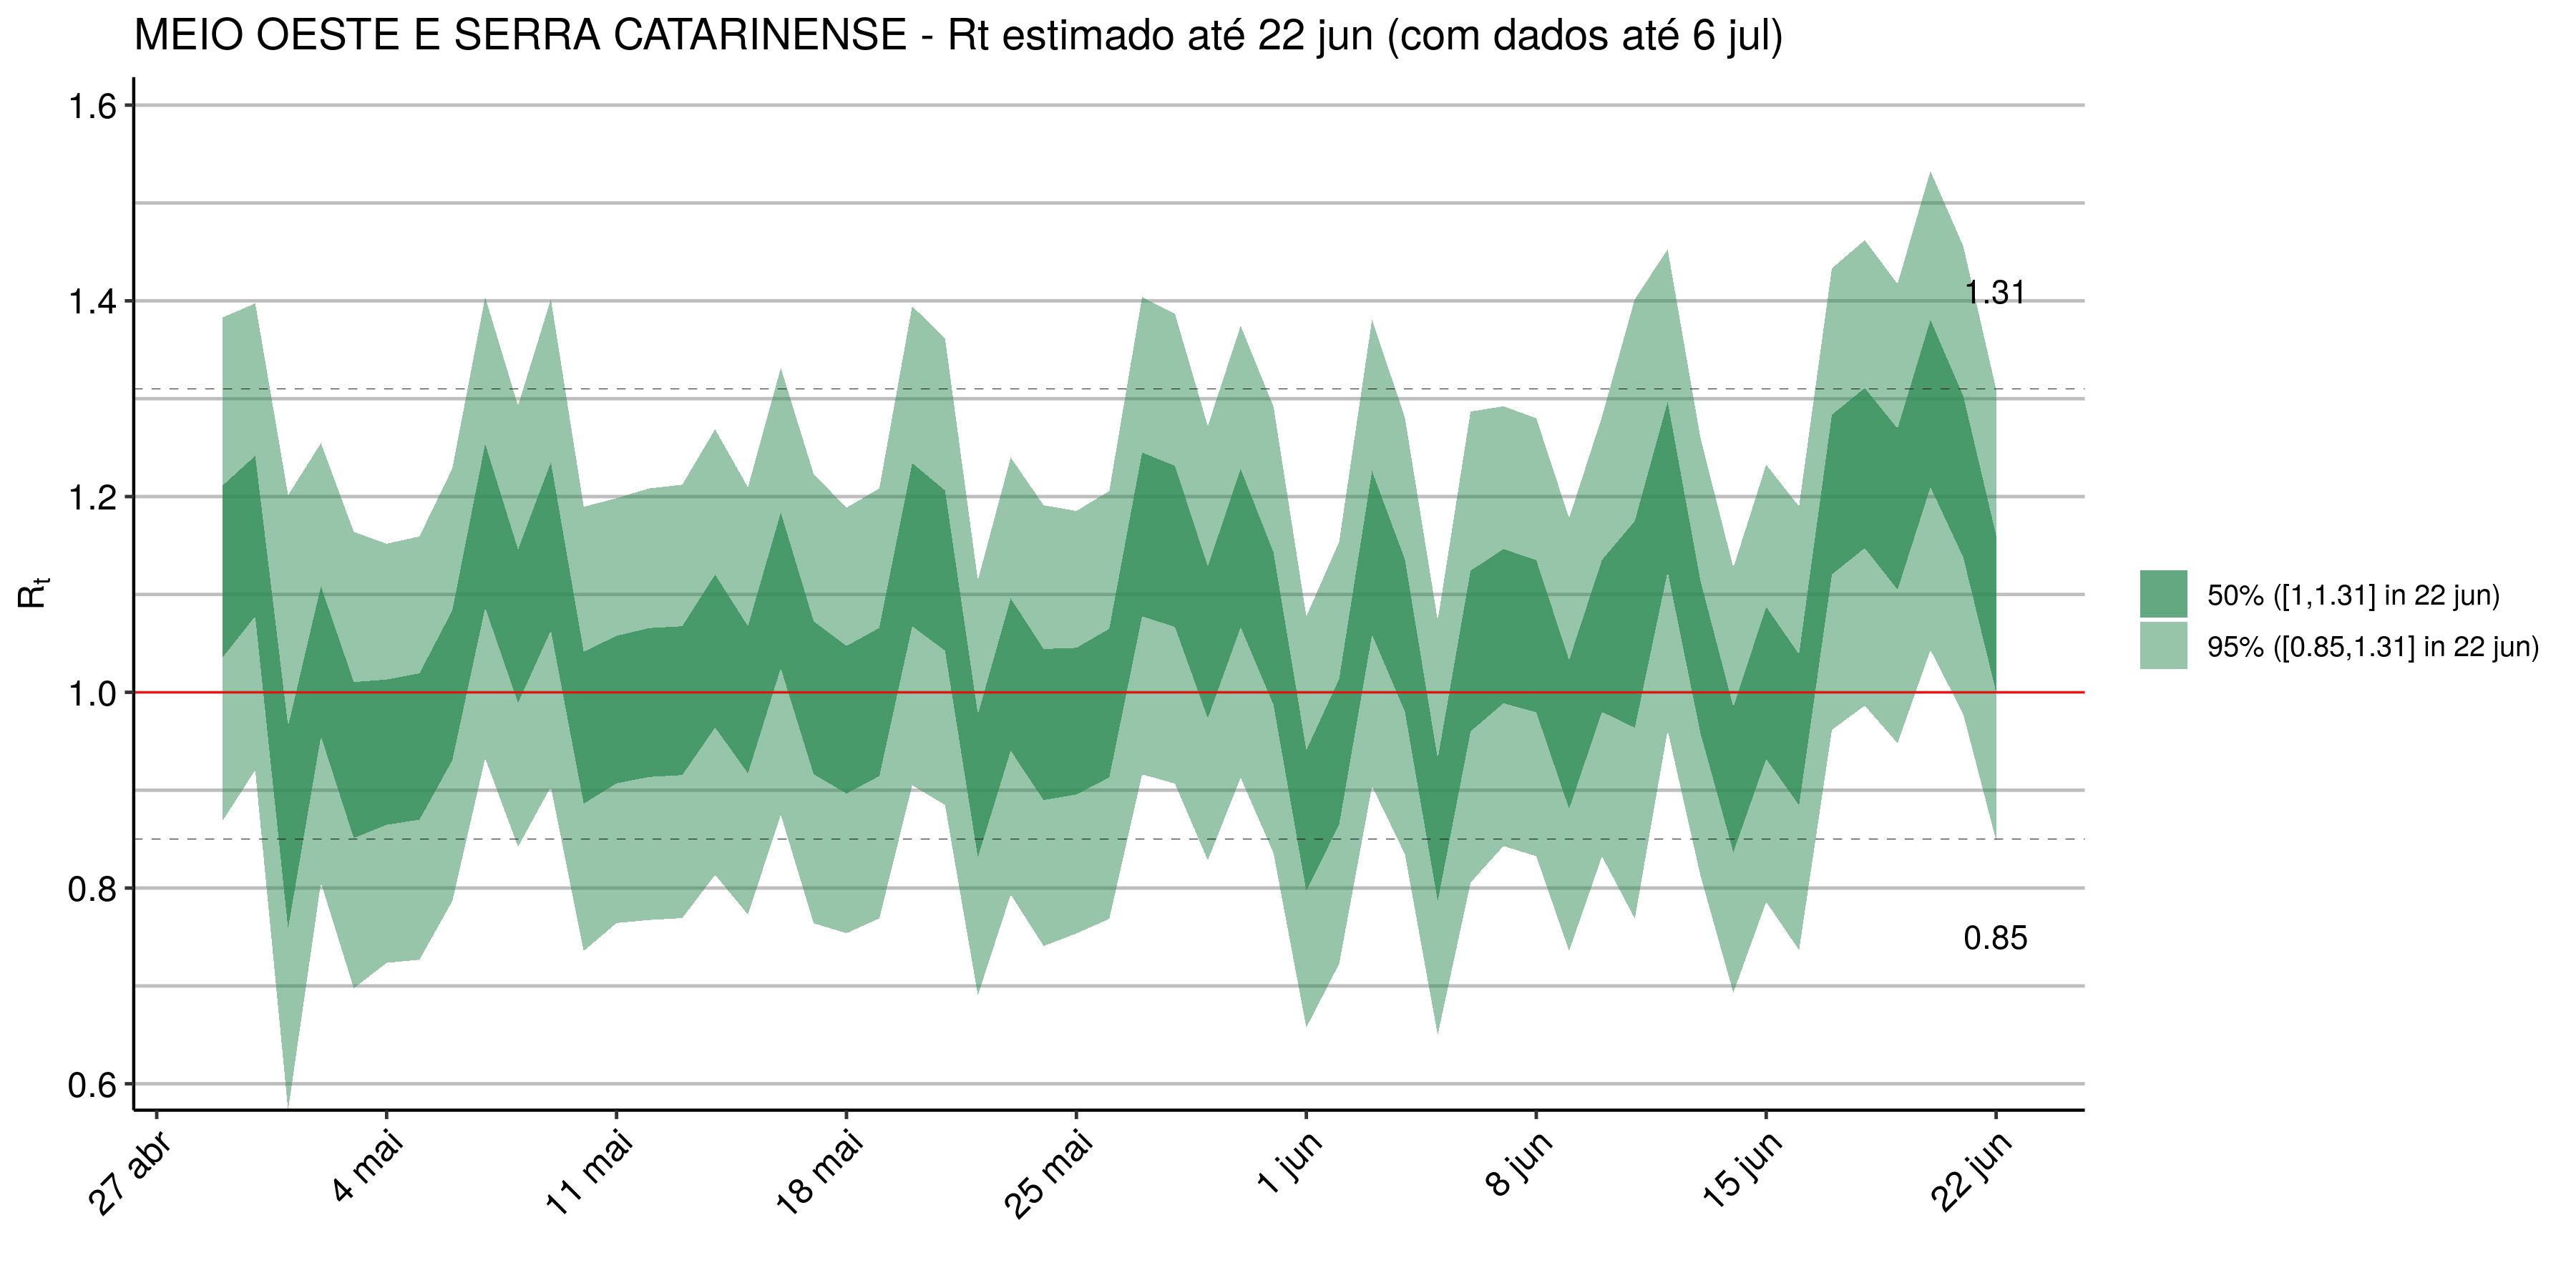 MEIO OESTE E SERRA CATARINENSE - Rt estimado até 22 jun (com dados até 6 jul)
1.6
1.4
1.2
1.0
0.8
0.6
Rt
1.31
0.85
50% ([1,1.31] in 22 jun)
95% ([0.85,1.31] in 22 jun)
27 abr
4 mai
11 mai
18 mai
25 mai
1 jun
8 jun
15 jun
22 jun